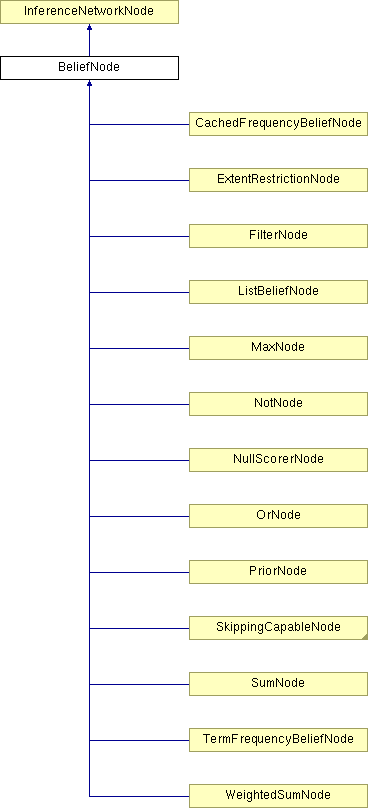 InferenceNetworkNode
BeliefNode
CachedFrequencyBeliefNode
ExtentRestrictionNode
FilterNode
ListBeliefNode
MaxNode
NotNode
NullScorerNode
OrNode
PriorNode
SkippingCapableNode
SumNode
TermFrequencyBeliefNode
WeightedSumNode